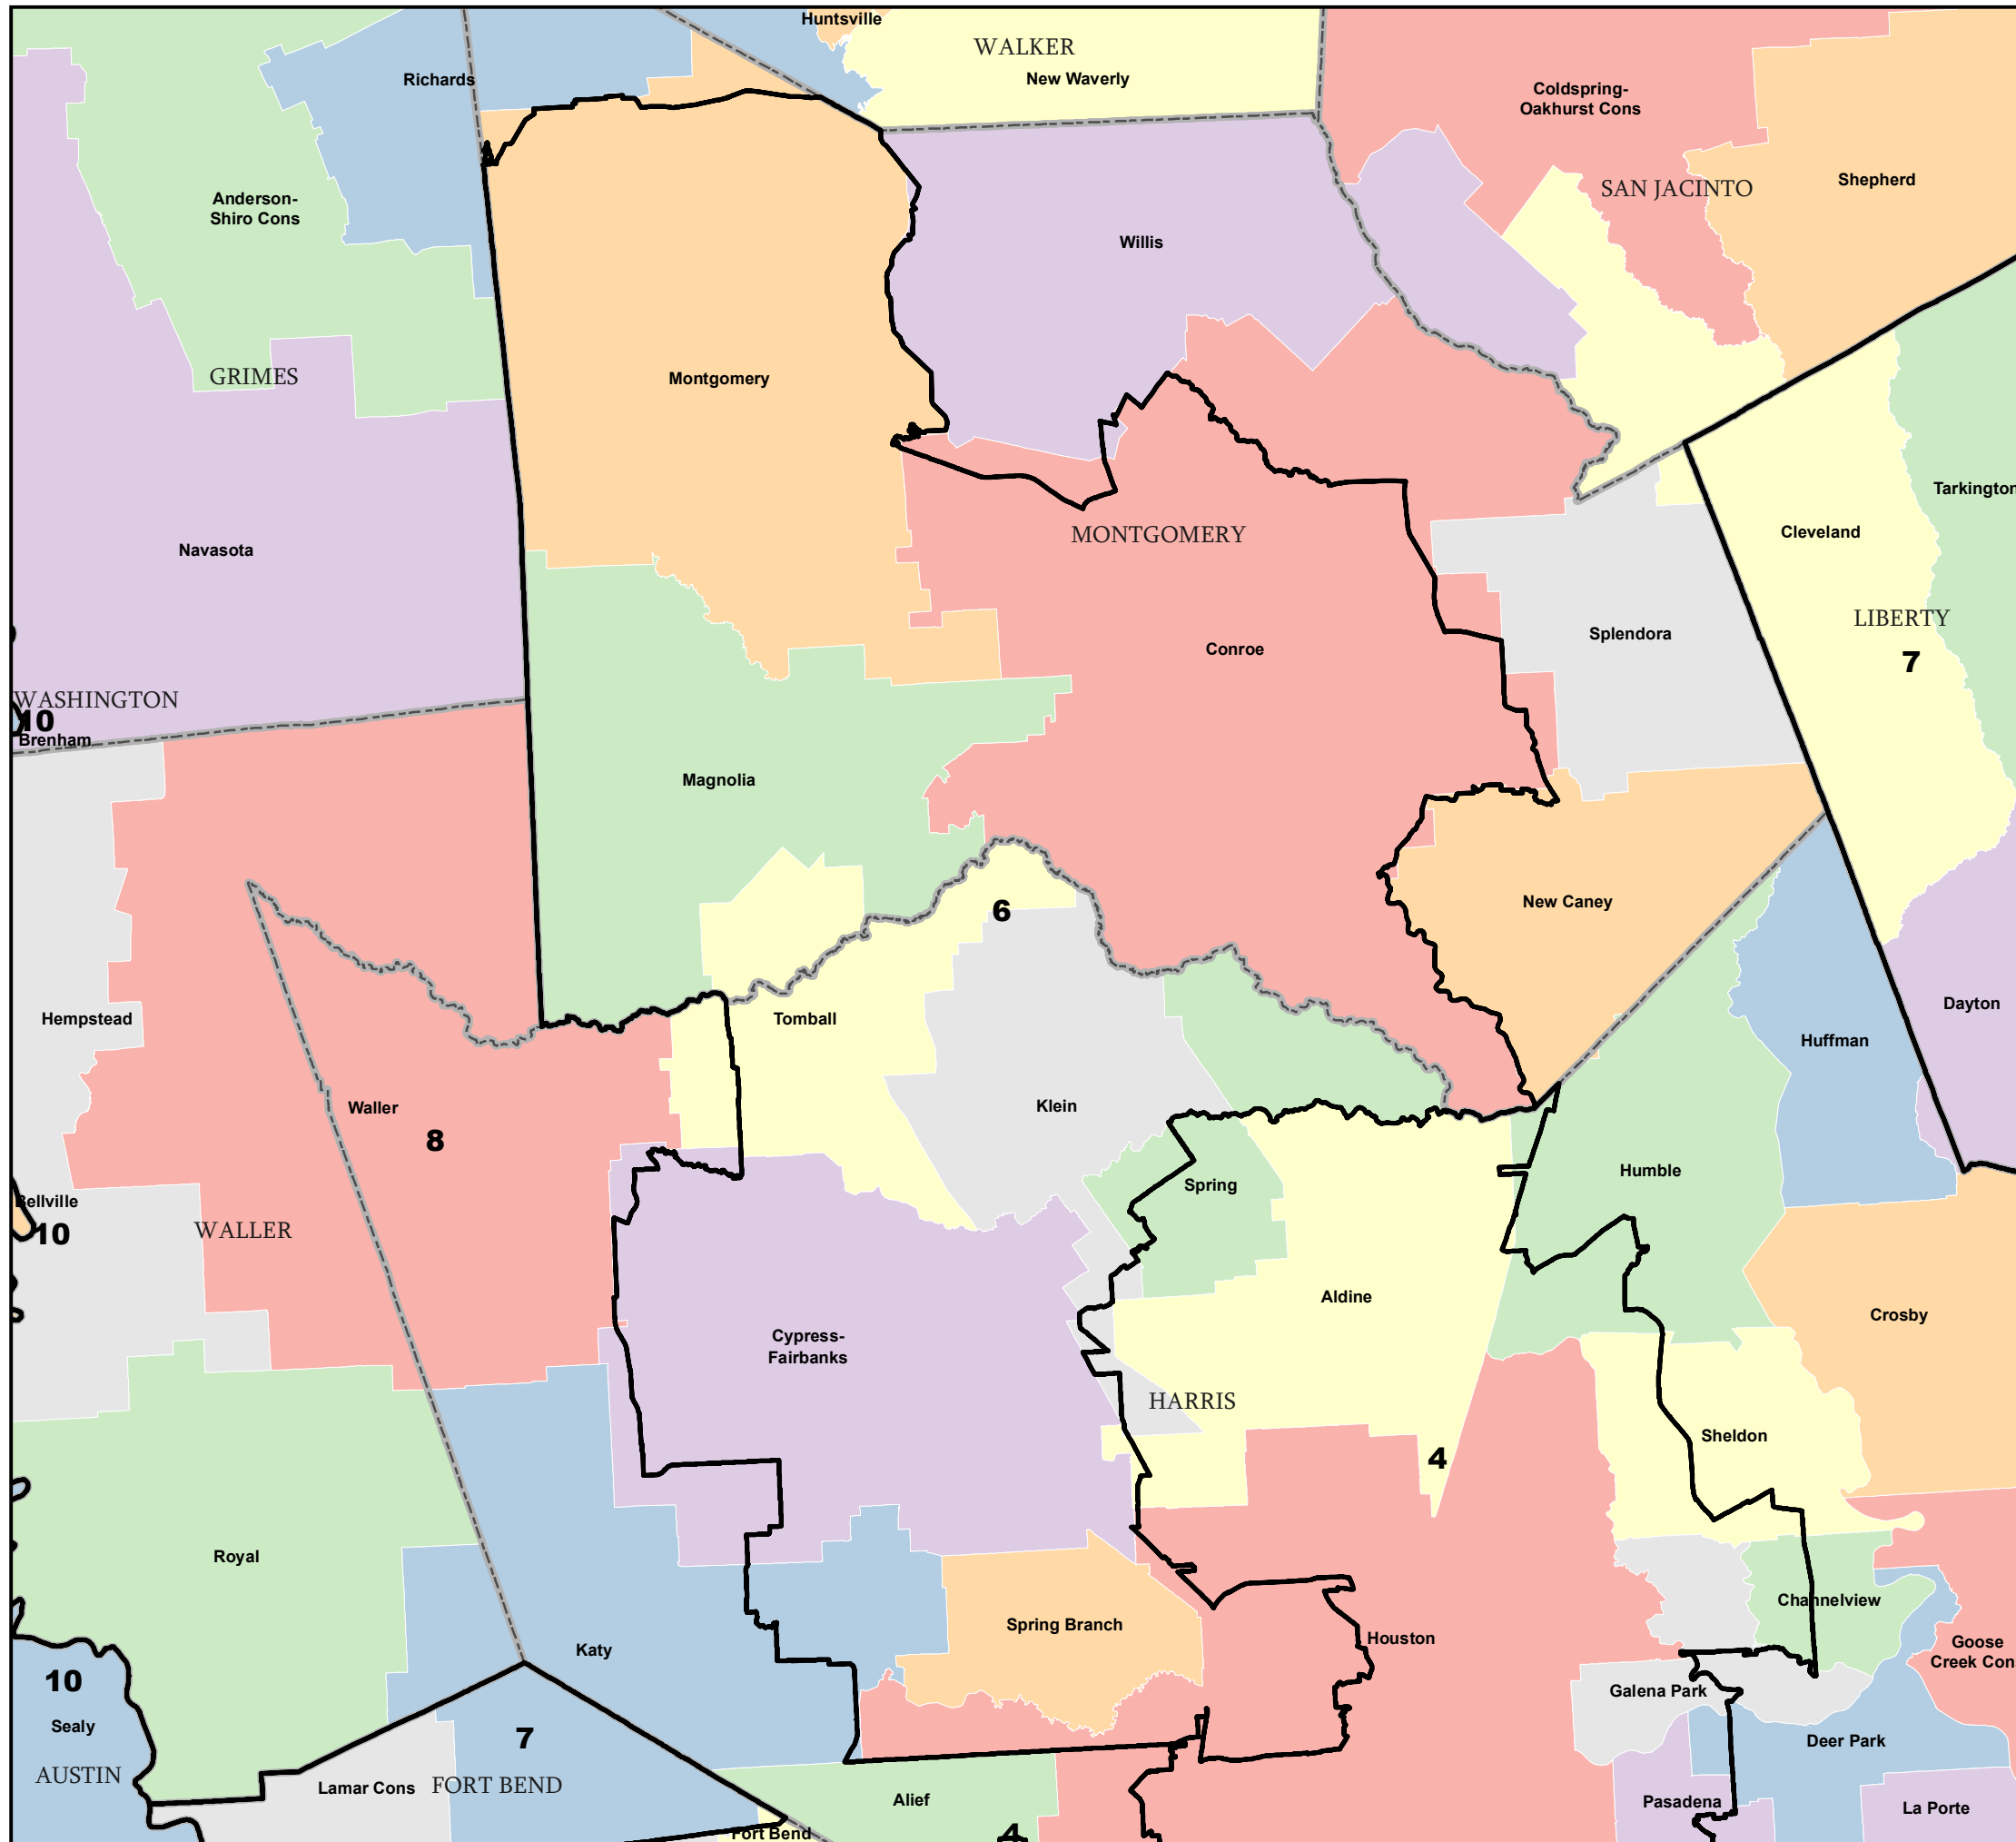 Huntsville
WALKER
New Waverly
Richards
Coldspring-
Oakhurst Cons
Shepherd
SAN JACINTO
Anderson-
Shiro Cons
Willis
GRIMES
Montgomery
Tarkington
Cleveland
MONTGOMERY
Navasota
LIBERTY
Splendora
Conroe
7
WASHINGTON
10
Brenham
Magnolia
New Caney
6
Dayton
Hempstead
Tomball
Huffman
Waller
Klein
8
Humble
Spring
Bellville
10
WALLER
Aldine
Crosby
Cypress-
Fairbanks
HARRIS
Sheldon
4
Royal
Channelview
Spring Branch
Houston
Katy
Goose
Creek Con
10
Galena Park
Sealy
7
Deer Park
AUSTIN
Lamar Cons
FORT BEND
Alief
Pasadena
La Porte
Fort Bend
4